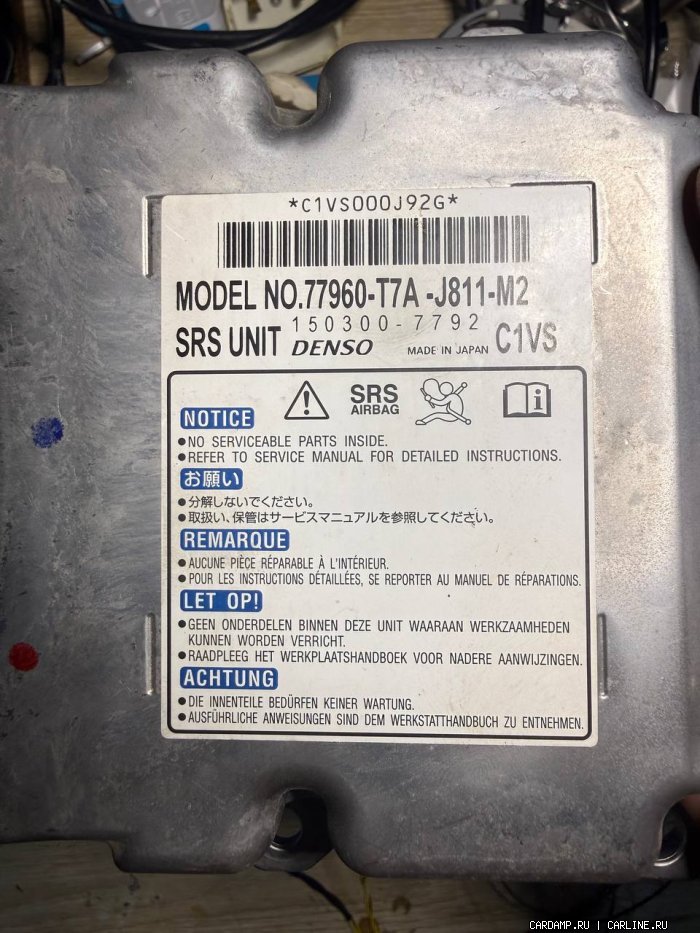 *C1VS000J92G*
MODEL NO.77960-T7A -J811-M2
SRS UNIT 150300-7792 DENSO MADE IN JAPAN C1VS
NOTICE SRS AIRBAG
●NO SERVICEABLE PARTS INSIDE.
●REFER TO SERVICE MANUAL FOR DETAILED INSTRUCTIONS.
お願い
●分解しないでください。
●取扱い、保管はサービスマニュアルを参照してください。
REMARQUE
●AUCUNE PIÈCE RÉPARABLE À L'INTÉRIEUR.
●POUR LES INSTRUCTIONS DÉTAILLÉES, SE REPORTER AU MANUEL DE RÉPARATIONS.
LET OP!
●GEEN ONDERDELEN BINNEN DEZE UNIT WAARAAN WERKZAAMHEDEN
KUNNEN WORDEN VERRICHT.
●RAADPLEEG HET WERKPLAATSHANDBOEK VOOR NADERE AANWIJZINGEN.
ACHTUNG
●DIE INNENTEILE BEDÜRFEN KEINER WARTUNG.
●AUSFÜHRLICHE ANWEISUNGEN SIND DEM WERKSTATTHANDBUCH ZU ENTNEHMEN.
CARDAMP.RU | CARLINE.RU